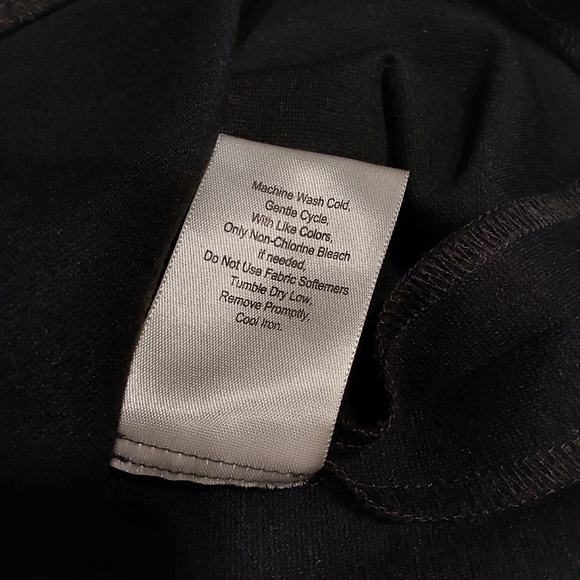 Machine Wash Cold,
Gentle Cycle,
With Like Colors,
Only Non-Chlorine Bleach
if needed,
Do Not Use Fabric Softerners
Tumble Dry Low,
Remove Promptly,
Cool Iron.